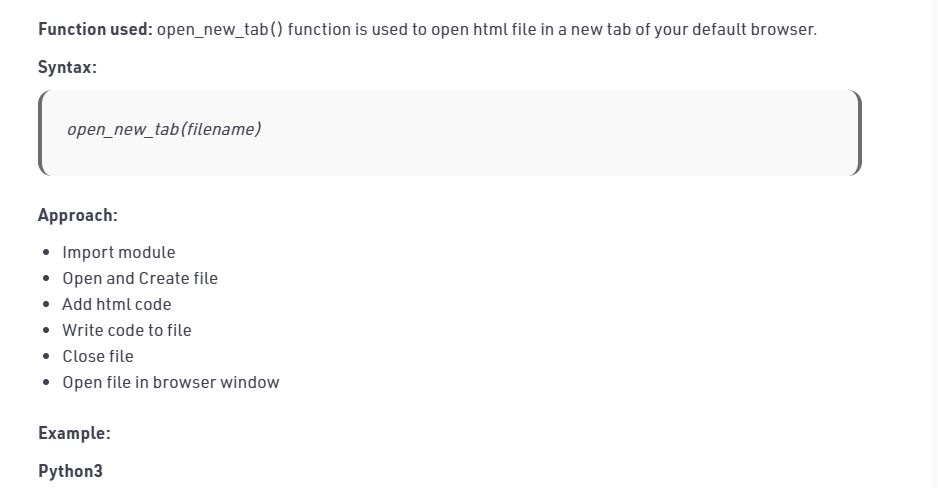 Function used: open_new_tab() function is used to open html file in a new tab of your default browser.
Syntax:
open_new_tab(filename)
Approach:
Import module
Open and Create file
Add html code
Write code to file
Close file
Open file in browser window
Example:
Python3